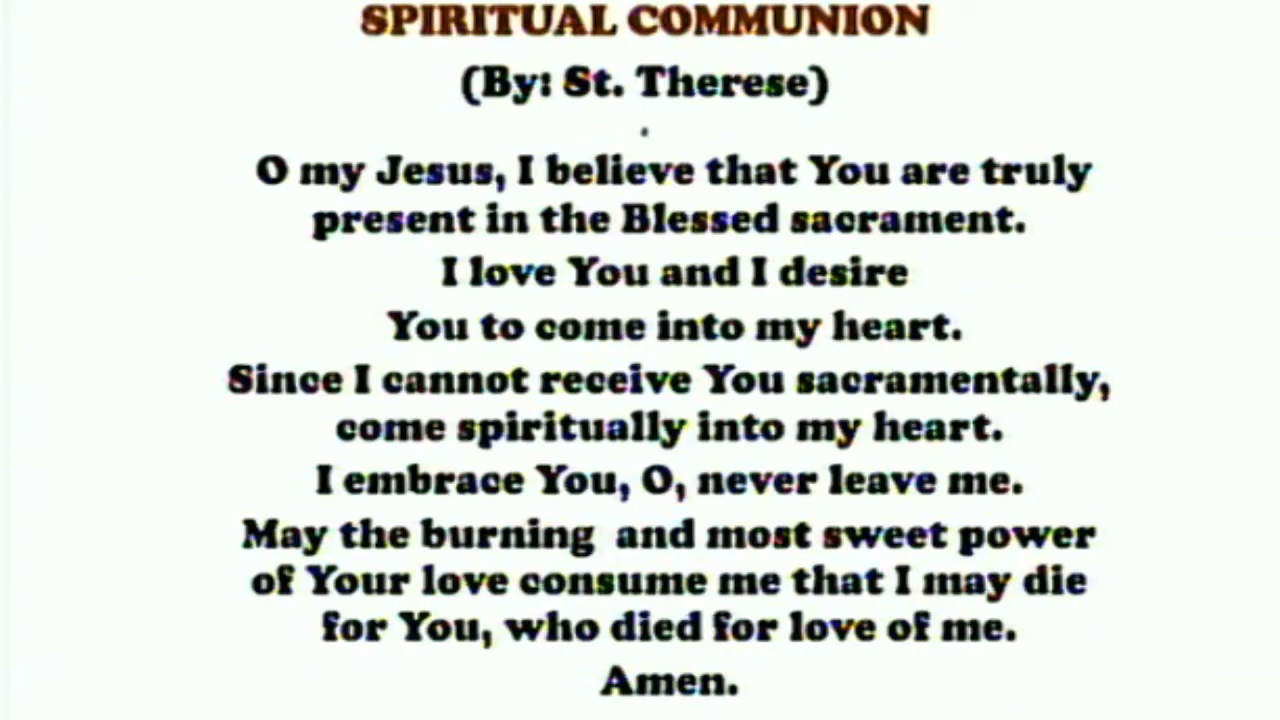 SPIRITUAL COMMUNION
(By: St. Therese)
.
O my Jesus, I believe that You are truly
present in the Blessed sacrament.
I love You and I desire
You to come into my heart.
Since I cannot receive You sacramentally,
come spiritually into my heart.
I embrace You, O, never leave me.
May the burning  and most sweet power
of Your love consume me that I may die
for You, who died for love of me.
Amen.